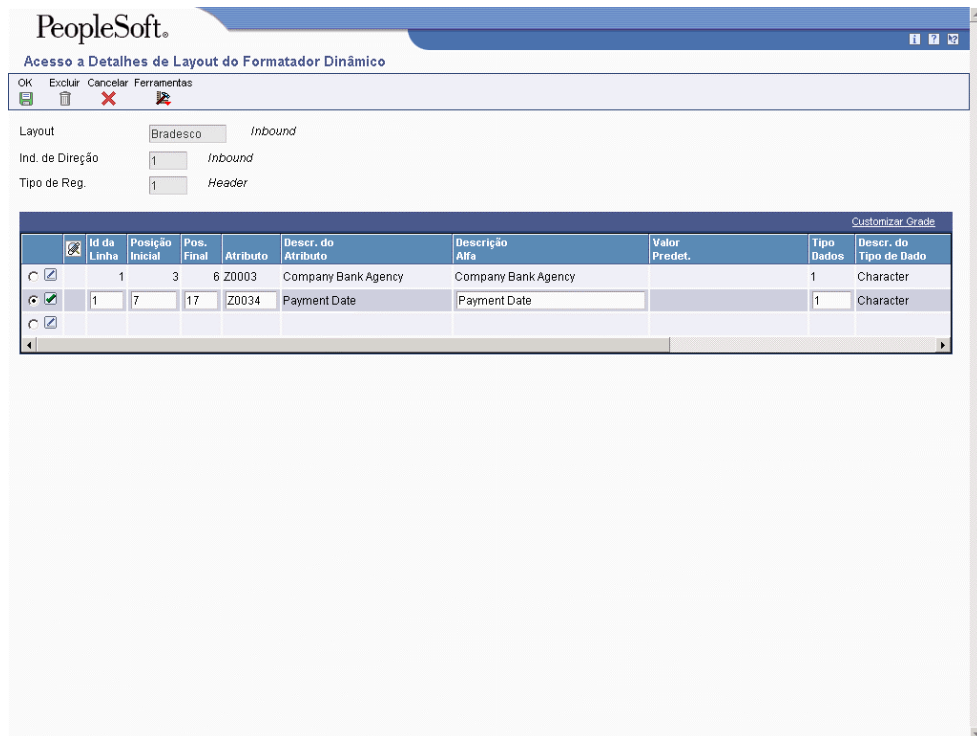 PeopleSoft.
Acesso a Detalhes de Layout do Formatador Dinâmico
OK Excluir Cancelar Ferramentas
Layout Bradesco Inbound
Ind. de Direção 1 Inbound
Tipo de Reg. 1 Header
Customizar Grade
Id da Linha Posição Inicial Pos. Final Atributo Descr. do Atributo Descrição Alfa Valor Predet. Tipo Dados Descr. do Tipo de Dado
1 3 6 Z0003 Company Bank Agency Company Bank Agency 1 Character
1 7 17 Z0034 Payment Date Payment Date 1 Character